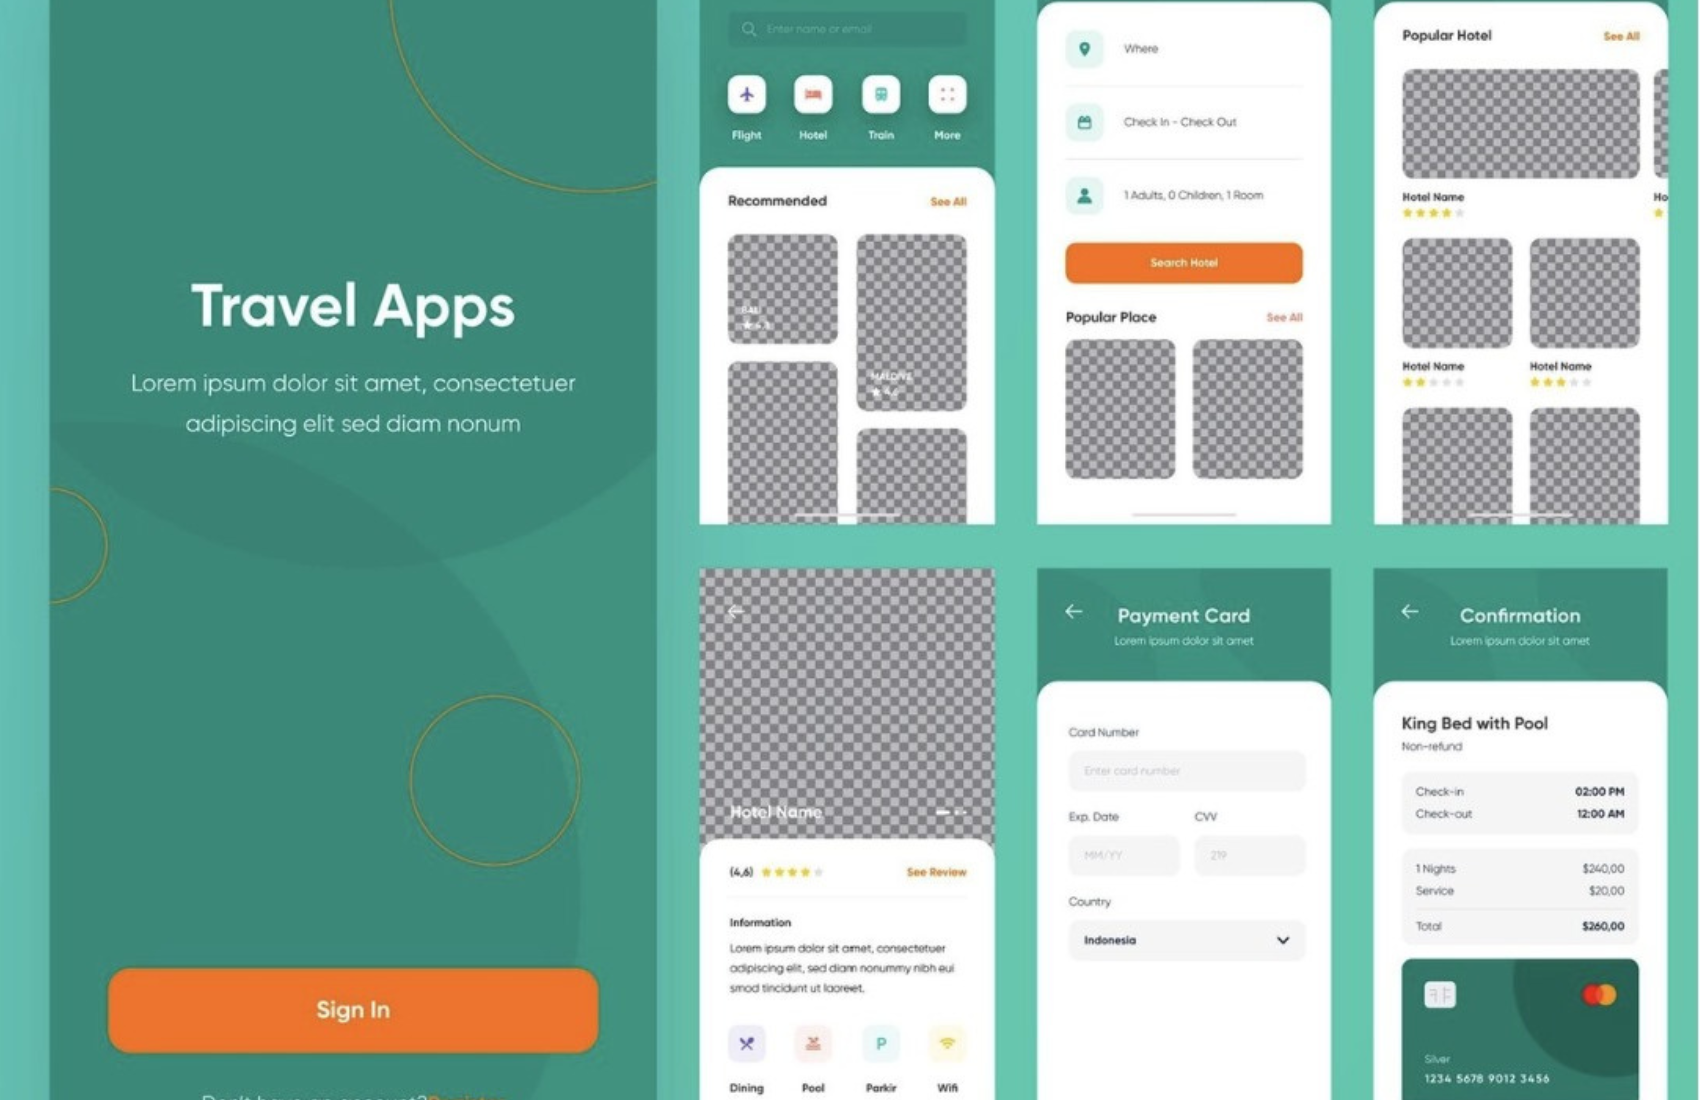 Travel Apps
Lorem ipsum dolor sit amet, consectetuer
adipiscing elit sed diam nonum
Sign In
Don't have an account?
Enter name or email
Flight Hotel Train More
Recommended See All
BALI
MALDIVE
Where
Check In - Check Out
1 Adults, 0 Children, 1 Room
Search Hotel
Popular Place See All
Popular Hotel See All
Hotel Name Ho
Hotel Name Hotel Name
Hotel Name
(4,6) See Review
Information
Lorem ipsum dolor sit amet, consectetuer
adipiscing elit, sed diam nonummy nibh eui
smod tincidunt ut laoreet.
P
Dining Pool Parkir Wifi
Payment Card
Lorem ipsum dolor sit amet
Card Number
Enter card number
Exp. Date CVV
MM/YY 219
Country
Indonesia
Confirmation
Lorem ipsum dolor sit amet
King Bed with Pool
Non-refund
Check-in 02:00 PM
Check-out 12:00 AM
1 Nights $240,00
Service $20,00
Total $260,00
Silver
1234 5678 9012 3456